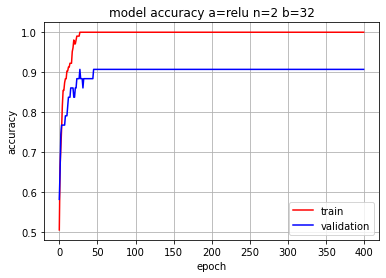 model accuracy a=relu n=2 b=32
1.0
0.9
0.8
0.7
0.6
0.5
accuracy
0 50 100 150 200 250 300 350 400
epoch
train
validation